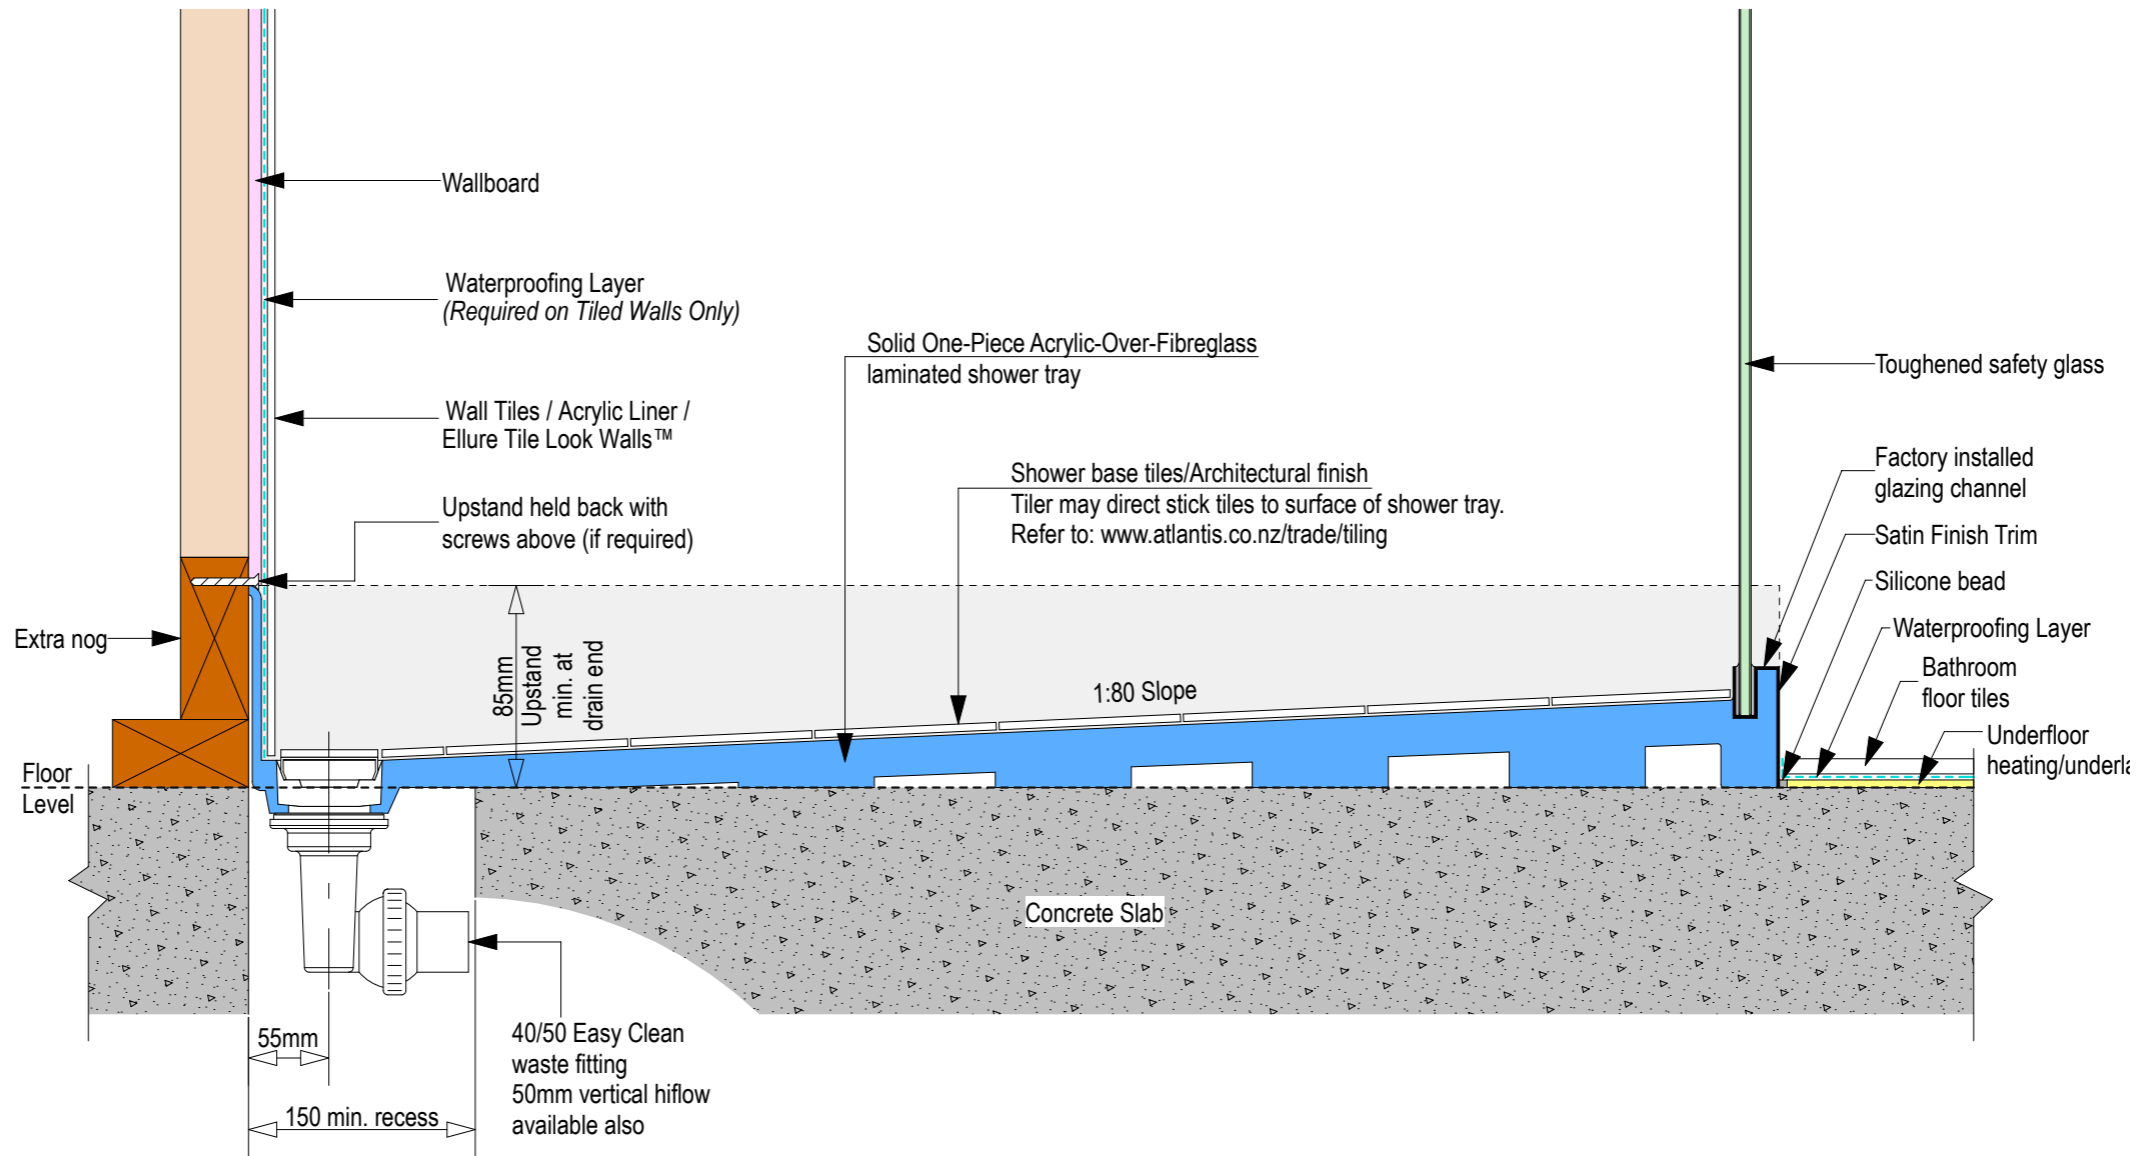 Wallboard
Waterproofing Layer
(Required on Tiled Walls Only)
Wall Tiles / Acrylic Liner /
Ellure Tile Look Walls™
Upstand held back with
screws above (if required)
Extra nog
Solid One-Piece Acrylic-Over-Fibreglass
laminated shower tray
Shower base tiles/Architectural finish
Tiler may direct stick tiles to surface of shower tray.
Refer to: www.atlantis.co.nz/trade/tiling
Toughened safety glass
Factory installed
glazing channel
Satin Finish Trim
Silicone bead
Waterproofing Layer
Bathroom
floor tiles
Underfloor
heating/underla
85mm
Upstand
min. at
drain end
1:80 Slope
Floor
Level
Concrete Slab
55mm
150 min. recess
40/50 Easy Clean
waste fitting
50mm vertical hiflow
available also